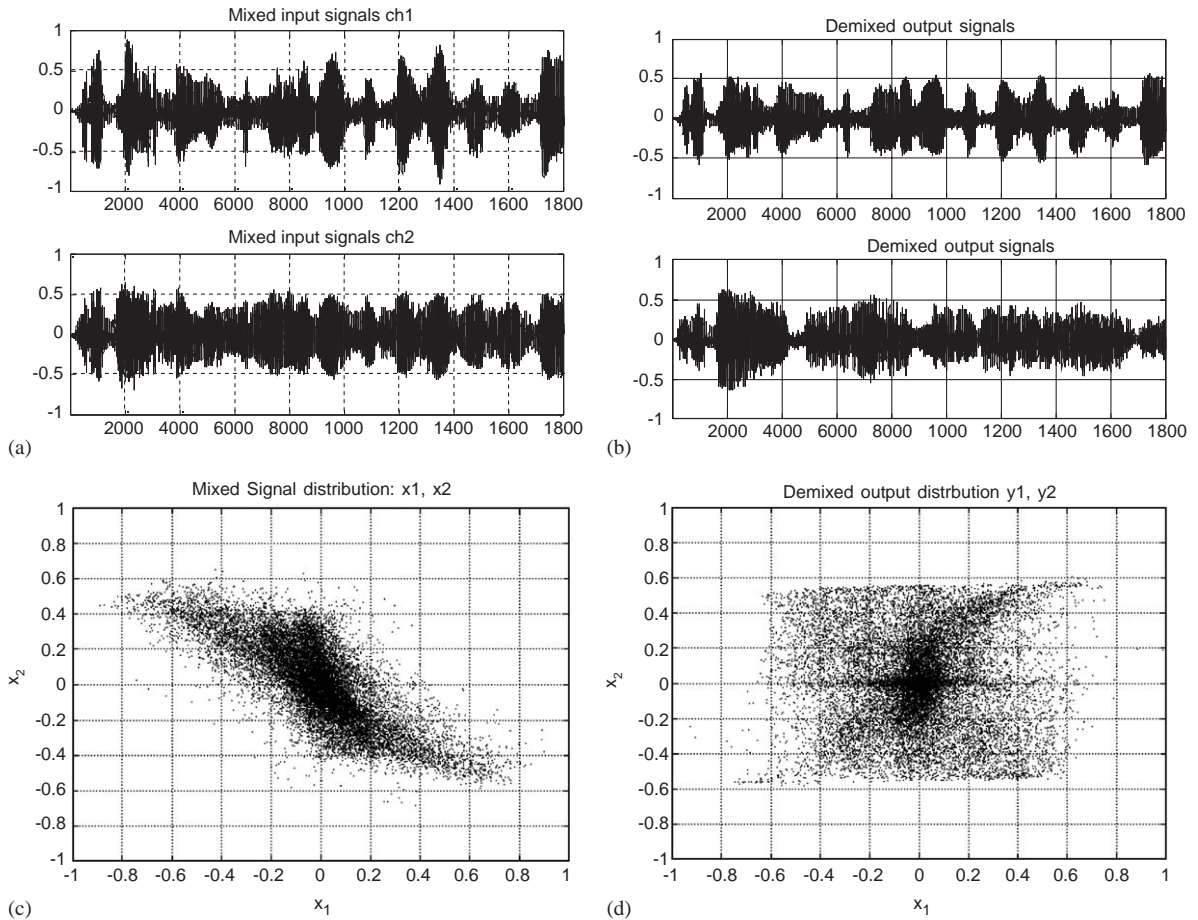 Mixed input signals ch1
1
0.5
0
-0.5
-1
2000 4000 6000 8000 1000 1200 1400 1600 1800
Mixed input signals ch2
1
0.5
0
-0.5
-1
2000 4000 6000 8000 1000 1200 1400 1600 1800
(a)
Demixed output signals
1
0.5
0
-0.5
-1
2000 4000 6000 8000 1000 1200 1400 1600 1800
Demixed output signals
1
0.5
0
-0.5
-1
2000 4000 6000 8000 1000 1200 1400 1600 1800
(b)
Mixed Signal distribution: x1, x2
1
0.8
0.6
0.4
0.2
0
-0.2
-0.4
-0.6
-0.8
-1
x2
-1 -0.8 -0.6 -0.4 -0.2 0 0.2 0.4 0.6 0.8 1
x1
(c)
Demixed output distrbution y1, y2
1
0.8
0.6
0.4
0.2
0
-0.2
-0.4
-0.6
-0.8
-1
x2
-1 -0.8 -0.6 -0.4 -0.2 0 0.2 0.4 0.6 0.8 1
x1
(d)